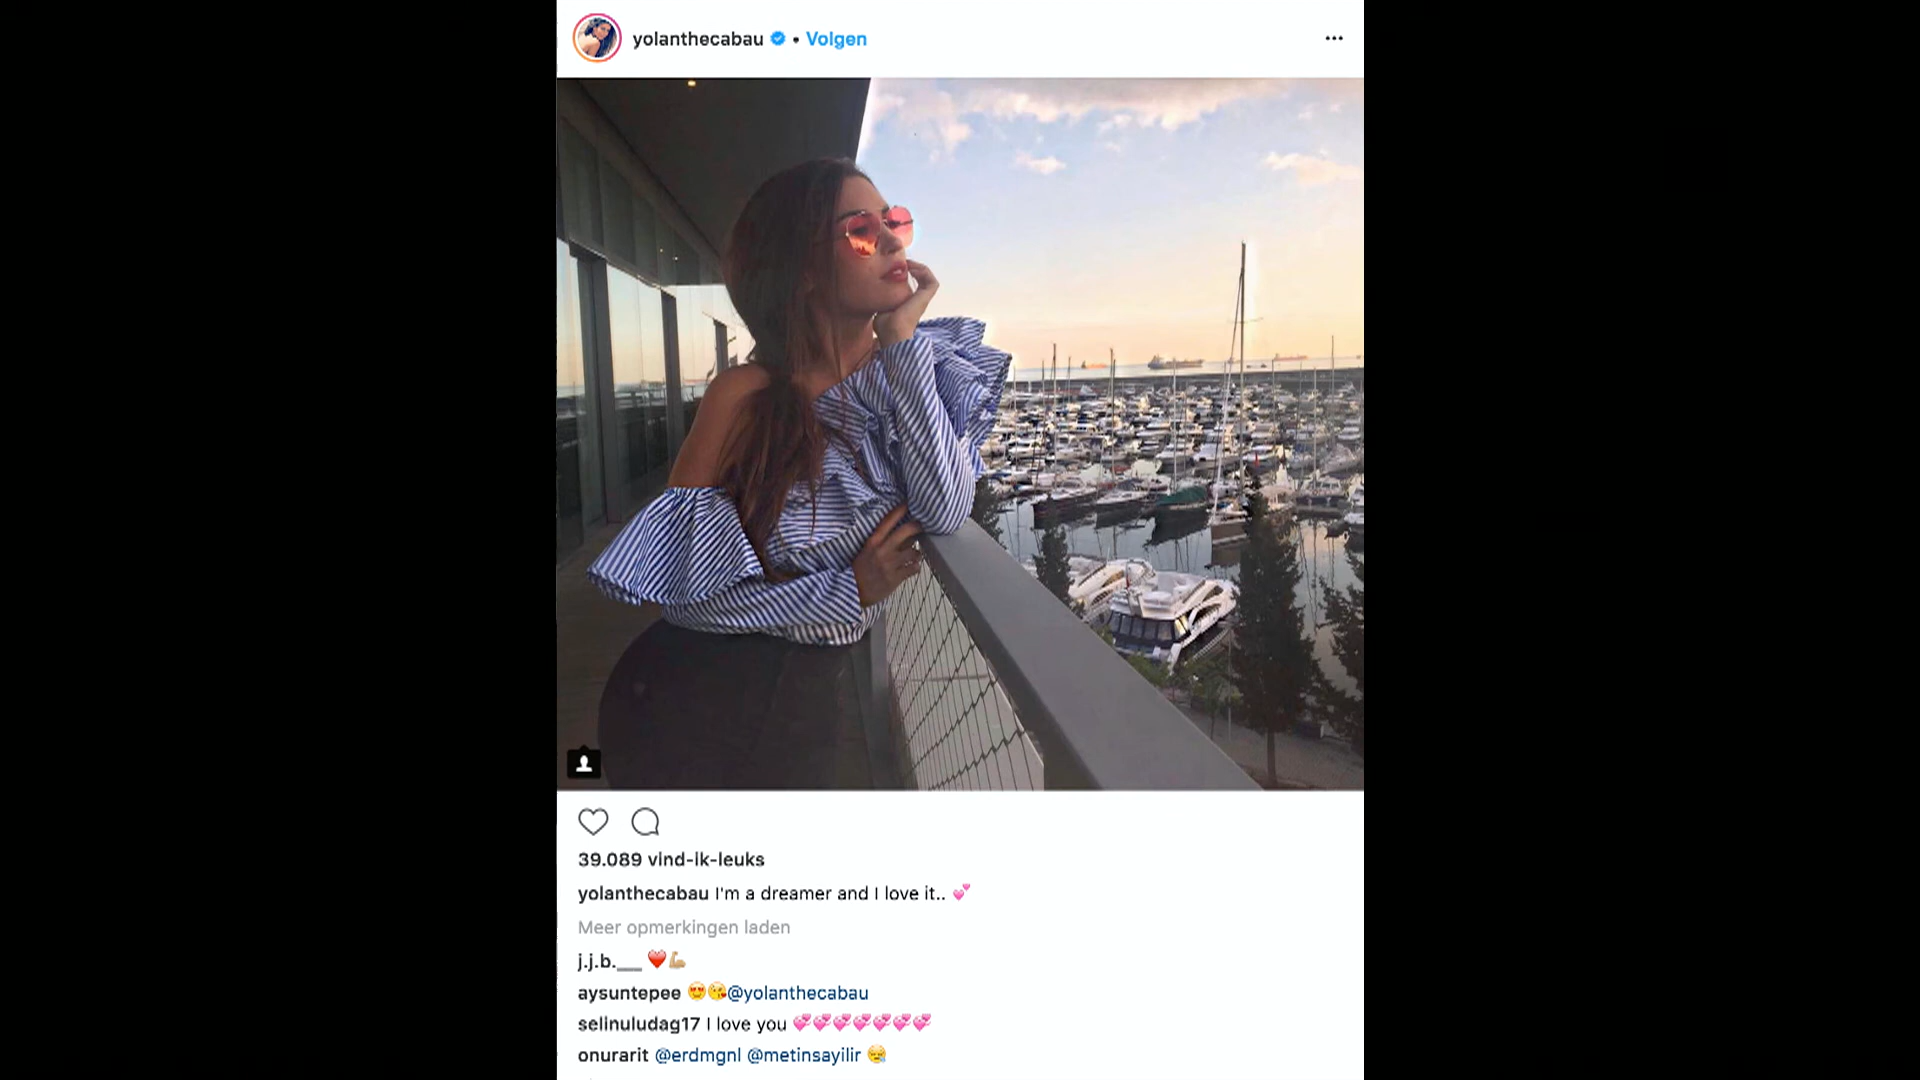 yolanthecabau • Volgen
39.089 vind-ik-leuks
yolanthecabau I'm a dreamer and I love it.. 💕
Meer opmerkingen laden
j.j.b.__ ❤️💪🏼
aysuntepee 😍😘@yolanthecabau
selinuludag17 I love you 💞💞💞💞💞💞💞
onurarit @erdmgnl @metinsayilir 😪